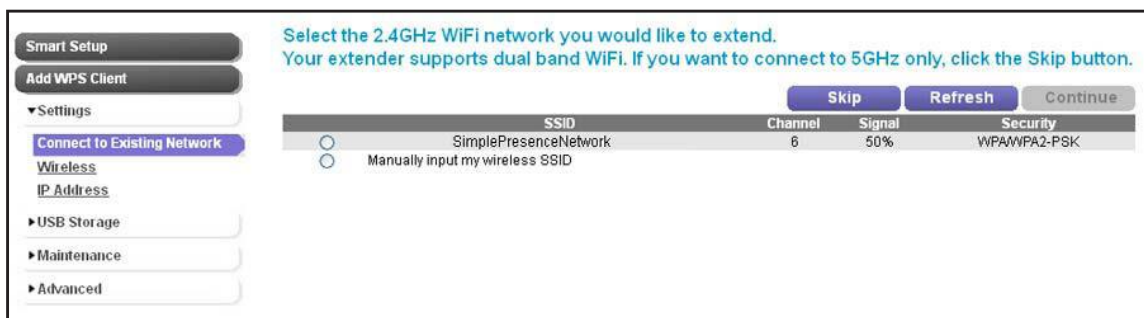 Smart Setup
Add WPS Client
▼Settings
Connect to Existing Network
Wireless
IP Address
▶USB Storage
▶Maintenance
▶Advanced
Select the 2.4GHz WiFi network you would like to extend.
Your extender supports dual band WiFi. If you want to connect to 5GHz only, click the Skip button.
Skip Refresh Continue
SSID Channel Signal Security
SimplePresenceNetwork 6 50% WPA/WPA2-PSK
Manually input my wireless SSID